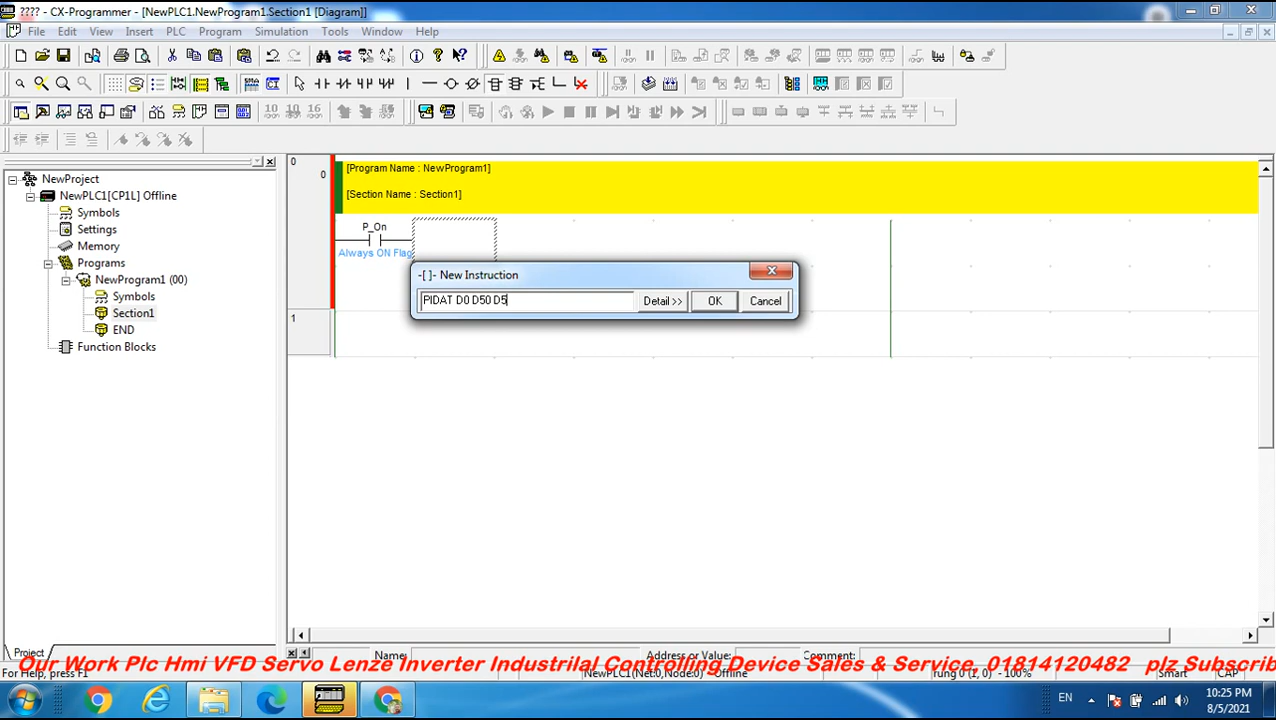 ???? - CX-Programmer - [NewPLC1.NewProgram1.Section1 [Diagram]]
File Edit View Insert PLC Program Simulation Tools Window Help
10 10 16
NewProject
NewPLC1[CP1L] Offline
Symbols
Settings
Memory
Programs
NewProgram1 (00)
Symbols
Section1
END
Function Blocks
Project
0
0
[Program Name : NewProgram1]
[Section Name : Section1]
P_On
Always ON Flag
1
-[ ]- New Instruction
PIDAT D0 D50 D5
Detail >>
OK
Cancel
Name:
Address or Value:
Comment:
Our Work Plc Hmi VFD Servo Lenze Inverter Industrilal Controlling Device Sales & Service, 01814120482 plz Subscrib
For Help, press F1
NewPLC1(Net:0,Node:0) - Offline
rung 0 (1, 0) - 100%
Smart
CAP
EN
10:25 PM
8/5/2021